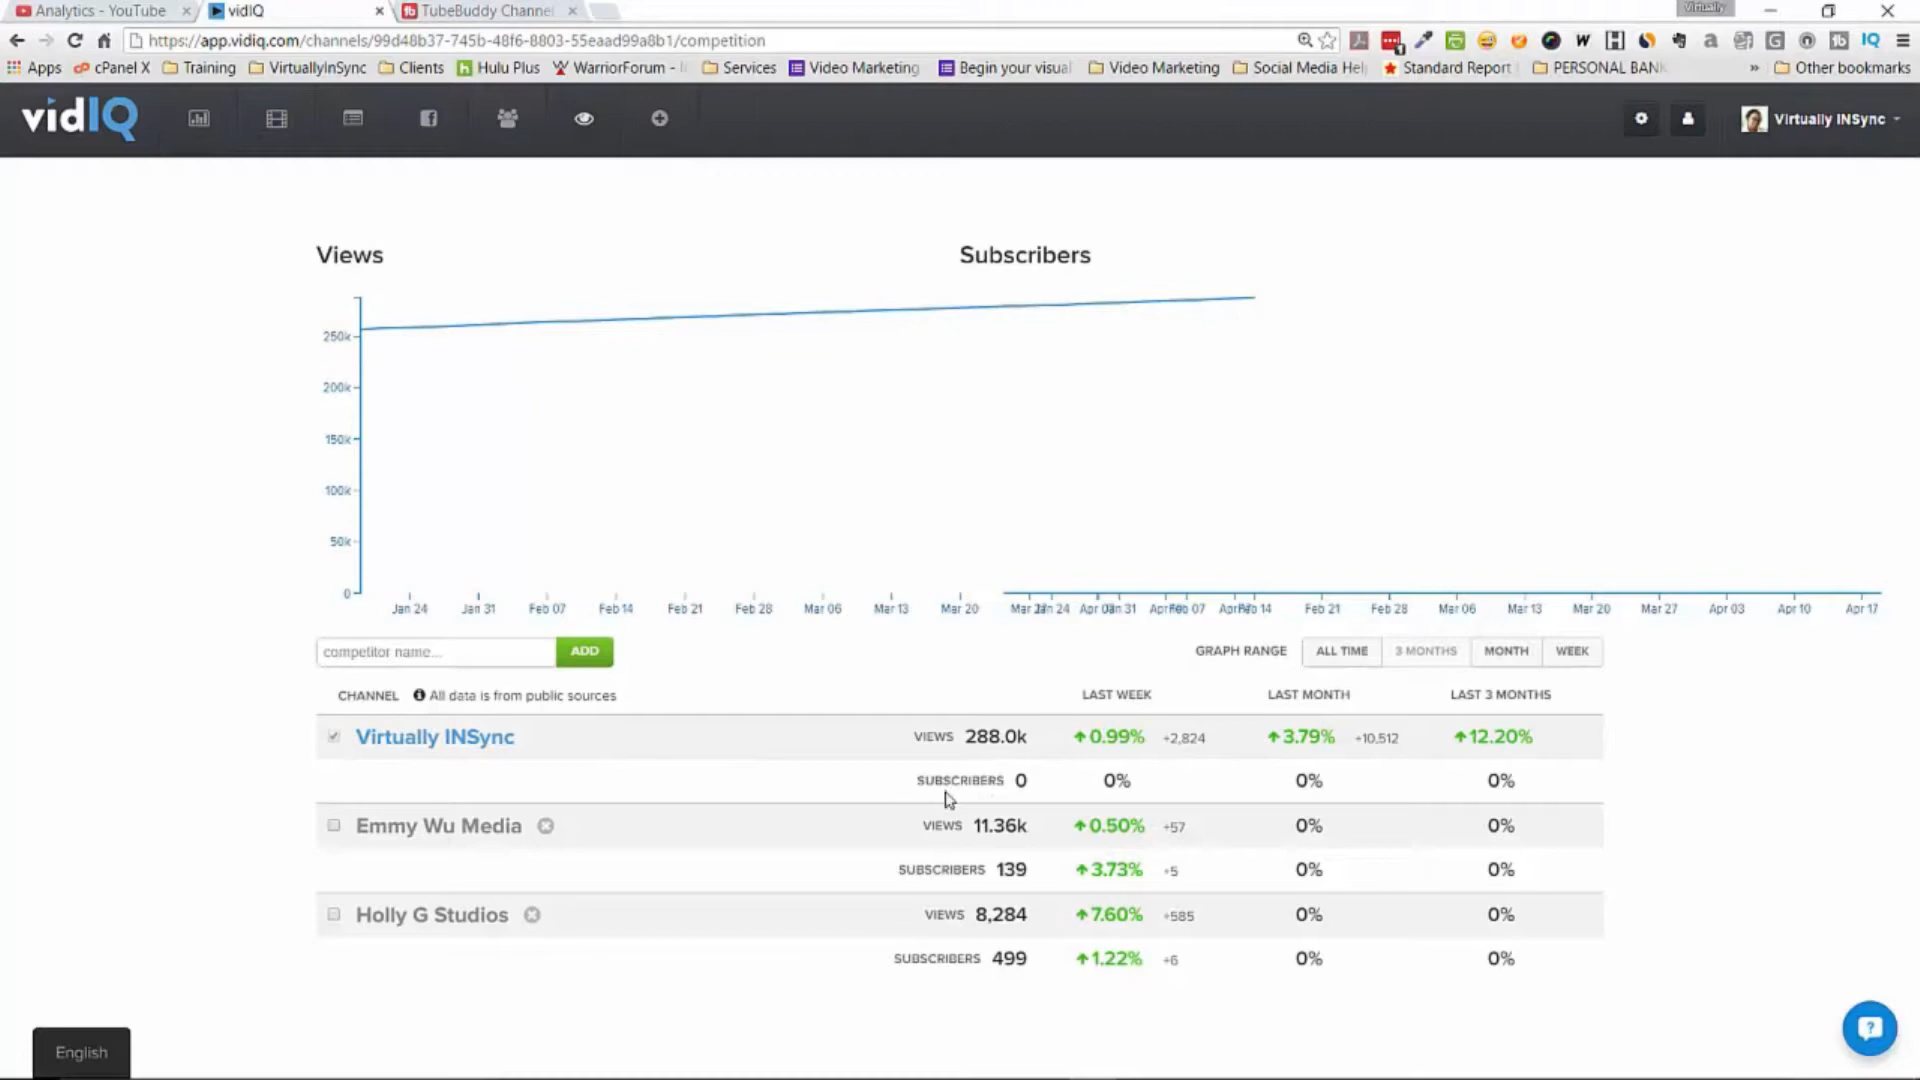 Analytics - YouTube
vidIQ
TubeBuddy Channel
Virtually
https://app.vidiq.com/channels/99d48b37-745b-48f6-8803-55eaad99a8b1/competition
Apps cPanel X Training VirtuallyInSync Clients Hulu Plus WarriorForum - Services Video Marketing Begin your visual Video Marketing Social Media Hel Standard Report PERSONAL BANK » Other bookmarks
vidIQ
Virtually INSync
Views
Subscribers
250k
200k
150k
100k
50k
0
Jan 24 Jan 31 Feb 07 Feb 14 Feb 21 Feb 28 Mar 06 Mar 13 Mar 20
Feb 21 Feb 28 Mar 06 Mar 13 Mar 20 Mar 27 Apr 03 Apr 10 Apr 17
competitor name... ADD
GRAPH RANGE ALL TIME 3 MONTHS MONTH WEEK
CHANNEL All data is from public sources LAST WEEK LAST MONTH LAST 3 MONTHS
Virtually INSync VIEWS 288.0k 0.99% +2,824 3.79% +10,512 12.20%
SUBSCRIBERS 0 0% 0% 0%
Emmy Wu Media VIEWS 11.36k 0.50% +57 0% 0%
SUBSCRIBERS 139 3.73% +5 0% 0%
Holly G Studios VIEWS 8,284 7.60% +585 0% 0%
SUBSCRIBERS 499 1.22% +6 0% 0%
English